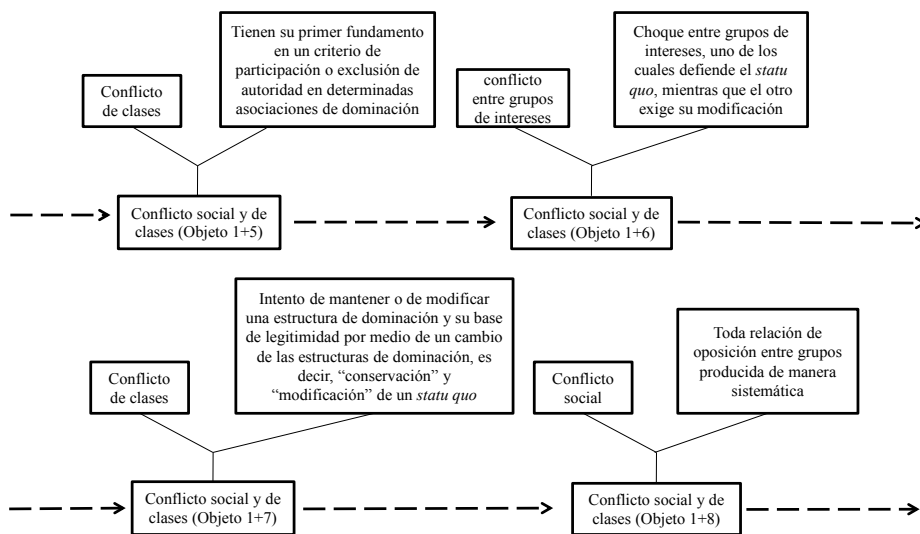 Conflicto
de clases
Tienen su primer fundamento
en un criterio de
participación o exclusión de
autoridad en determinadas
asociaciones de dominación
conflicto
entre grupos
de intereses
Choque entre grupos de
intereses, uno de los
cuales defiende el statu
quo, mientras que el otro
exige su modificación
Conflicto social y de
clases (Objeto 1+5)
Conflicto social y de
clases (Objeto 1+6)
Conflicto
de clases
Intento de mantener o de modificar
una estructura de dominación y su base
de legitimidad por medio de un cambio
de las estructuras de dominación, es
decir, “conservación” y
“modificación” de un statu quo
Conflicto
social
Toda relación de
oposición entre grupos
producida de manera
sistemática
Conflicto social y de
clases (Objeto 1+7)
Conflicto social y de
clases (Objeto 1+8)